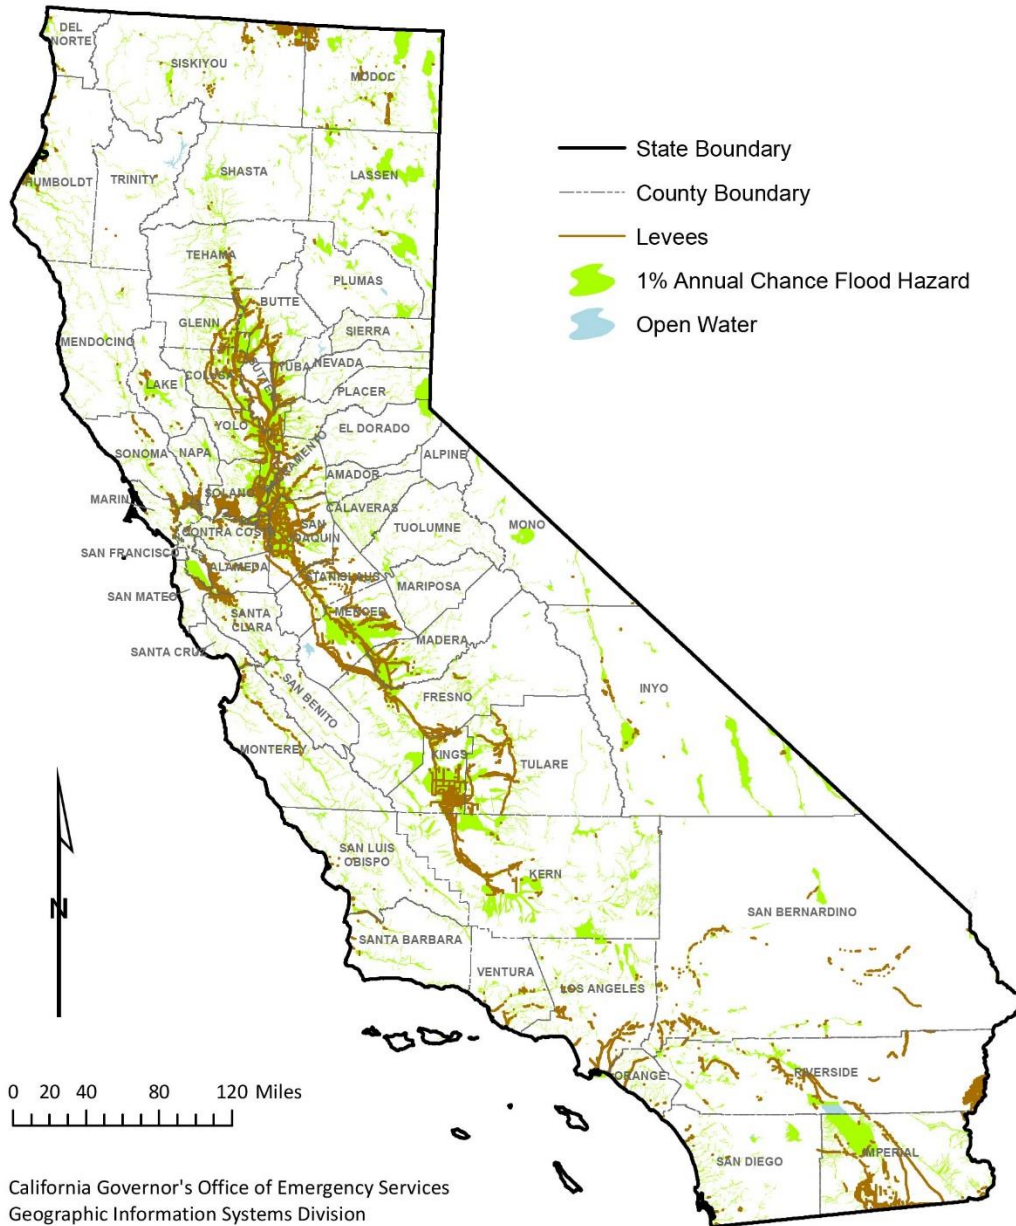 DEL
NORTE
SISKIYOU
MODOC
State Boundary
County Boundary
Levees
1% Annual Chance Flood Hazard
Open Water
HUMBOLDT
TRINITY
SHASTA
LASSEN
TEHAMA
PLUMAS
BUTTE
GLENN
SIERRA
MENDOCINO
LAKE
COLUSA
SUTTER
YUBA
NEVADA
PLACER
YOLO
EL DORADO
SONOMA
NAPA
SACRAMENTO
ALPINE
AMADOR
MARIN
SOLANO
CALAVERAS
TUOLUMNE
MONO
CONTRA COSTA
SAN
JOAQUIN
SAN FRANCISCO
ALAMEDA
STANISLAUS
MARIPOSA
SAN MATEO
SANTA
CLARA
MERCED
MADERA
SANTA CRUZ
SAN BENITO
FRESNO
INYO
MONTEREY
KINGS
TULARE
SAN LUIS
OBISPO
KERN
SAN BERNARDINO
SANTA BARBARA
VENTURA
LOS ANGELES
ORANGE
RIVERSIDE
SAN DIEGO
IMPERIAL
N
0 20 40 80 120 Miles
California Governor's Office of Emergency Services
Geographic Information Systems Division